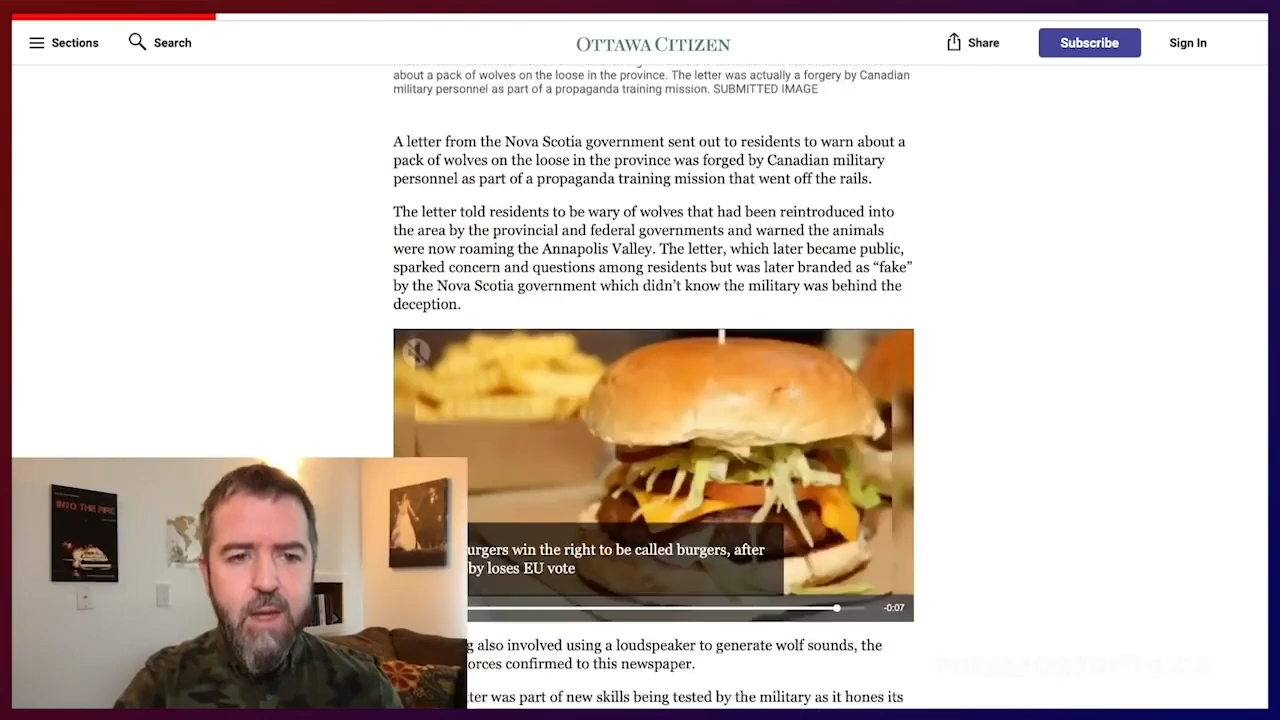 Sections
Search
OTTAWA CITIZEN
Share
Subscribe
Sign In
about a pack of wolves on the loose in the province. The letter was actually a forgery by Canadian
military personnel as part of a propaganda training mission. SUBMITTED IMAGE
A letter from the Nova Scotia government sent out to residents to warn about a
pack of wolves on the loose in the province was forged by Canadian military
personnel as part of a propaganda training mission that went off the rails.
The letter told residents to be wary of wolves that had been reintroduced into
the area by the provincial and federal governments and warned the animals
were now roaming the Annapolis Valley. The letter, which later became public,
sparked concern and questions among residents but was later branded as “fake”
by the Nova Scotia government which didn’t know the military was behind the
deception.
urgers win the right to be called burgers, after
by loses EU vote
-0:07
INTO THE FIRE
g also involved using a loudspeaker to generate wolf sounds, the
orces confirmed to this newspaper.
ter was part of new skills being tested by the military as it hones its